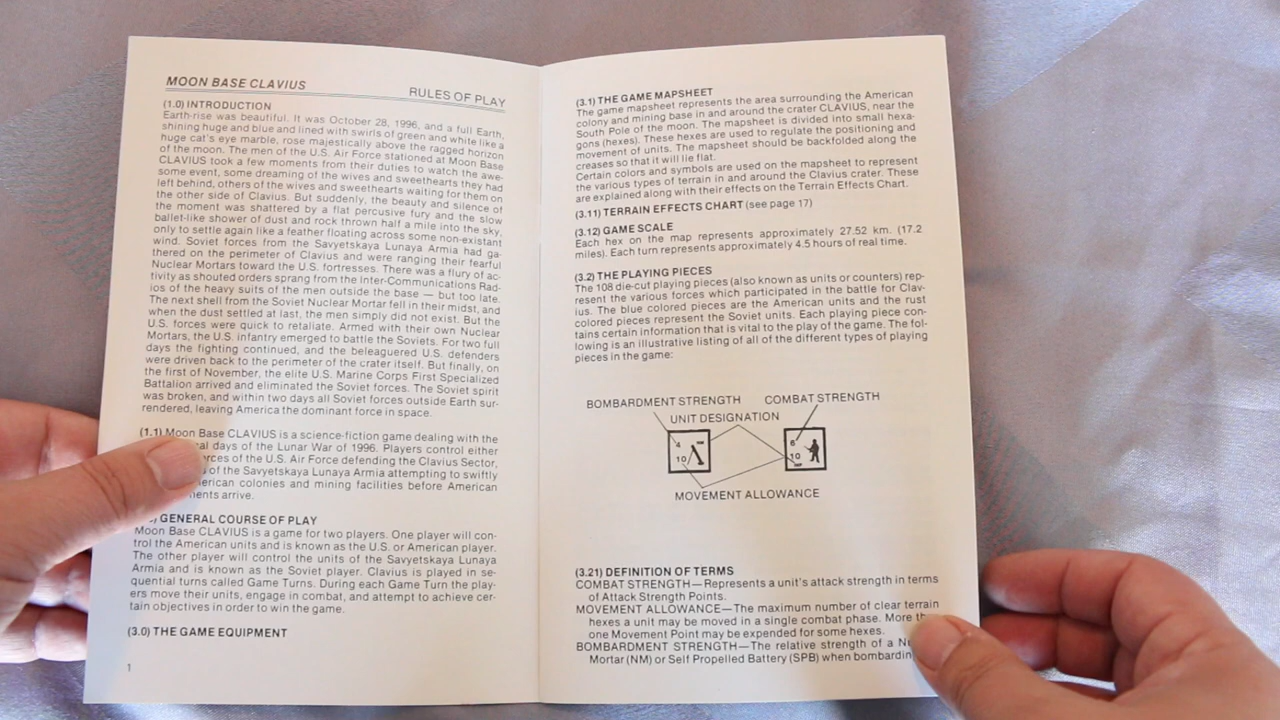 MOON BASE CLAVIUS
RULES OF PLAY
(1.0) INTRODUCTION
Earth-rise was beautiful. It was October 28, 1996, and a full Earth,
shining huge and blue and lined with swirls of green and white like a
huge cat's eye marble, rose majestically above the ragged horizon
of the moon. The men of the U.S. Air Force stationed at Moon Base
CLAVIUS took a few moments from their duties to watch the awe-
some event, some dreaming of the wives and sweethearts they had
left behind, others of the wives and sweethearts waiting for them on
the other side of Clavius. But suddenly, the beauty and silence of
the moment was shattered by a flat percusive fury and the slow
ballet-like shower of dust and rock thrown half a mile into the sky,
only to settle again like a feather floating across some non-existant
wind. Soviet forces from the Savyetskaya Lunaya Armia had ga-
thered on the perimeter of Clavius and were ranging their fearful
Nuclear Mortars toward the U.S. fortresses. There was a flury of ac-
tivity as shouted orders sprang from the Inter-Communications Rad-
ios of the heavy suits of the men outside the base — but too late.
The next shell from the Soviet Nuclear Mortar fell in their midst, and
when the dust settled at last, the men simply did not exist. But the
U.S. forces were quick to retaliate. Armed with their own Nuclear
Mortars, the U.S. infantry emerged to battle the Soviets. For two full
days the fighting continued, and the beleaguered U.S. defenders
were driven back to the perimeter of the crater itself. But finally, on
the first of November, the elite U.S. Marine Corps First Specialized
Battalion arrived and eliminated the Soviet forces. The Soviet spirit
was broken, and within two days all Soviet forces outside Earth sur-
rendered, leaving America the dominant force in space.
(1.1) Moon Base CLAVIUS is a science-fiction game dealing with the
days of the Lunar War of 1996. Players control either
of the U.S. Air Force defending the Clavius Sector,
of the Savyetskaya Lunaya Armia attempting to swiftly
colonies and mining facilities before American
arrive.
GENERAL COURSE OF PLAY
Moon Base CLAVIUS is a game for two players. One player will con-
trol the American units and is known as the U.S. or American player.
The other player will control the units of the Savyetskaya Lunaya
Armia and is known as the Soviet player. Clavius is played in se-
quential turns called Game Turns. During each Game Turn the play-
ers move their units, engage in combat, and attempt to achieve cer-
tain objectives in order to win the game.
(3.0) THE GAME EQUIPMENT
1
(3.1) THE GAME MAPSHEET
The game mapsheet represents the area surrounding the American
colony and mining base in and around the crater CLAVIUS, near the
South Pole of the moon. The mapsheet is divided into small hexa-
gons (hexes). These hexes are used to regulate the positioning and
movement of units. The mapsheet should be backfolded along the
creases so that it will lie flat.
Certain colors and symbols are used on the mapsheet to represent
the various types of terrain in and around the Clavius crater. These
are explained along with their effects on the Terrain Effects Chart.
(3.11) TERRAIN EFFECTS CHART (see page 17)
(3.12) GAME SCALE
Each hex on the map represents approximately 27.52 km. (17.2
miles). Each turn represents approximately 4.5 hours of real time.
(3.2) THE PLAYING PIECES
The 108 die-cut playing pieces (also known as units or counters) rep-
resent the various forces which participated in the battle for Clav-
ius. The blue colored pieces are the American units and the rust
colored pieces represent the Soviet units. Each playing piece con-
tains certain information that is vital to the play of the game. The fol-
lowing is an illustrative listing of all of the different types of playing
pieces in the game:
BOMBARDMENT STRENGTH COMBAT STRENGTH
UNIT DESIGNATION
4 6
10 10
MOVEMENT ALLOWANCE
(3.21) DEFINITION OF TERMS
COMBAT STRENGTH—Represents a unit's attack strength in terms
of Attack Strength Points.
MOVEMENT ALLOWANCE—The maximum number of clear terrain
hexes a unit may be moved in a single combat phase. More
one Movement Point may be expended for some hexes.
BOMBARDMENT STRENGTH—The relative strength of a
Mortar (NM) or Self Propelled Battery (SPB) when